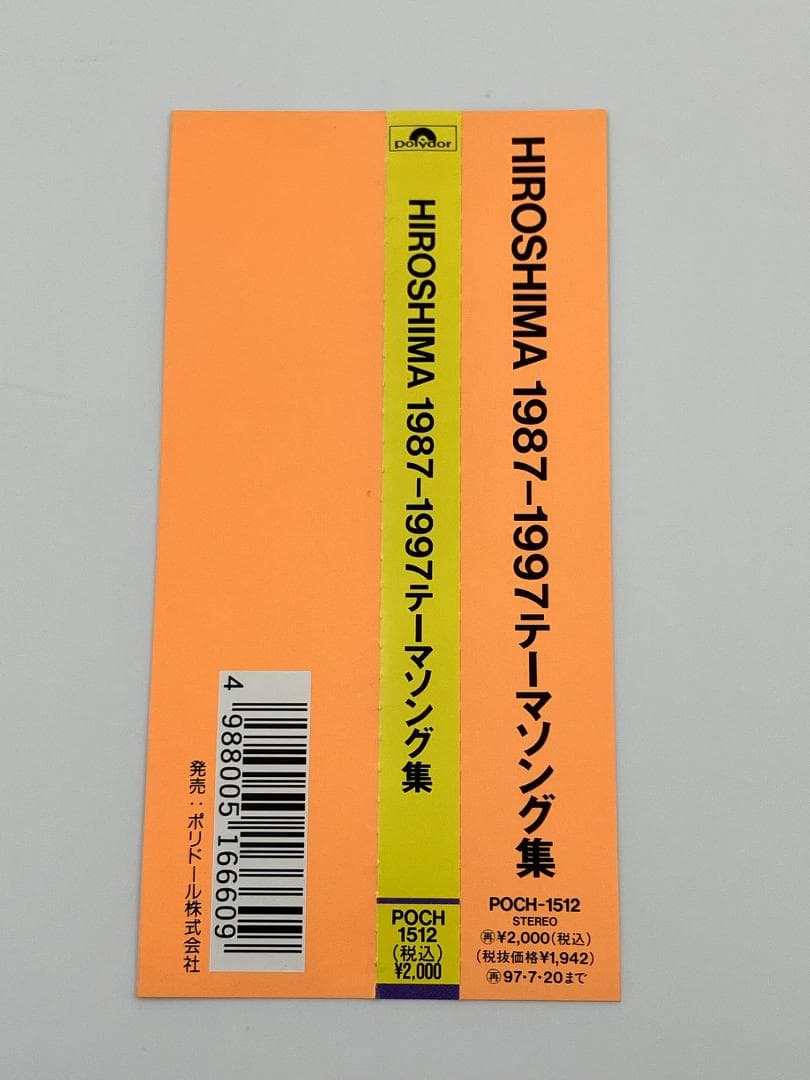 HIROSHIMA 1987-1997テーマソング集
POCH-1512
STEREO
再¥2,000(税込)
(税抜価格¥1,942)
再97・7・20まで
polydor
HIROSHIMA 1987-1997テーマソング集
POCH
1512
(税込)
¥2,000
4 988005 166609
発売：ポリドール株式会社